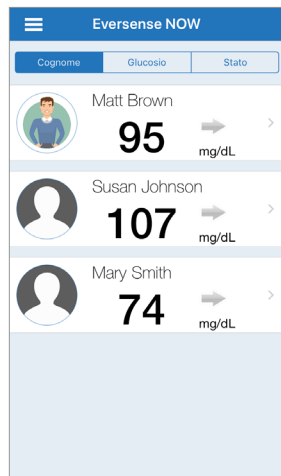 Eversense NOW
Cognome Glucosio Stato
Matt Brown
95
mg/dL
Susan Johnson
107
mg/dL
Mary Smith
74
mg/dL